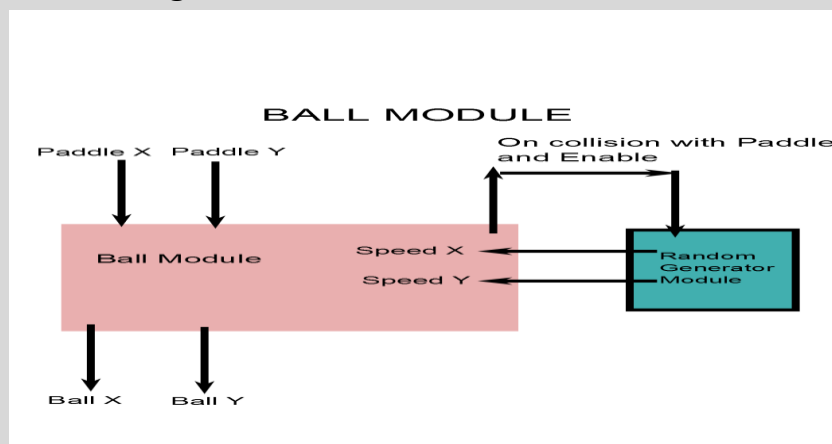 BALL MODULE
On collision with Paddle
and Enable
Paddle X
Paddle Y
Ball Module
Speed X
Speed Y
Random
Generator
Module
Ball X
Ball Y